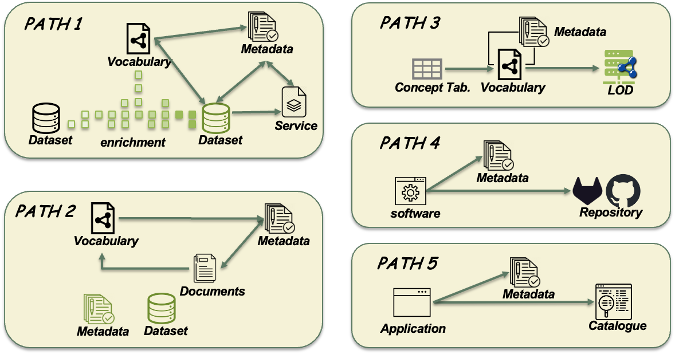 PATH 1
Metadata
Vocabulary
Dataset
enrichment
Dataset
Service
PATH 2
Vocabulary
Metadata
Documents
Metadata
Dataset
PATH 3
Metadata
Concept Tab.
Vocabulary
LOD
PATH 4
Metadata
software
Repository
PATH 5
Metadata
Application
Catalogue